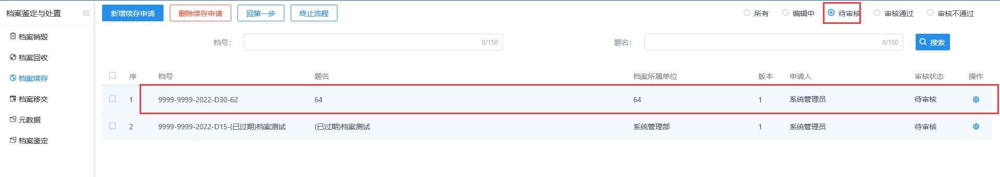 档案鉴定与处置
档案销毁
档案回收
档案续存
档案移交
元数据
档案鉴定
新增续存申请 删除续存申请 回第一步 终止流程 所有 编辑中 待审核 审核通过 审核不通过
档号： 0/150 题名： 0/150 搜索
序 档号 题名 档案所属单位 版本 申请人 审核状态 操作
1 9999-9999-2022-D30-62 64 64 1 系统管理员 待审核
2 9999-9999-2022-D15-(已过期)档案测试 (已过期)档案测试 系统管理部 1 系统管理员 待审核